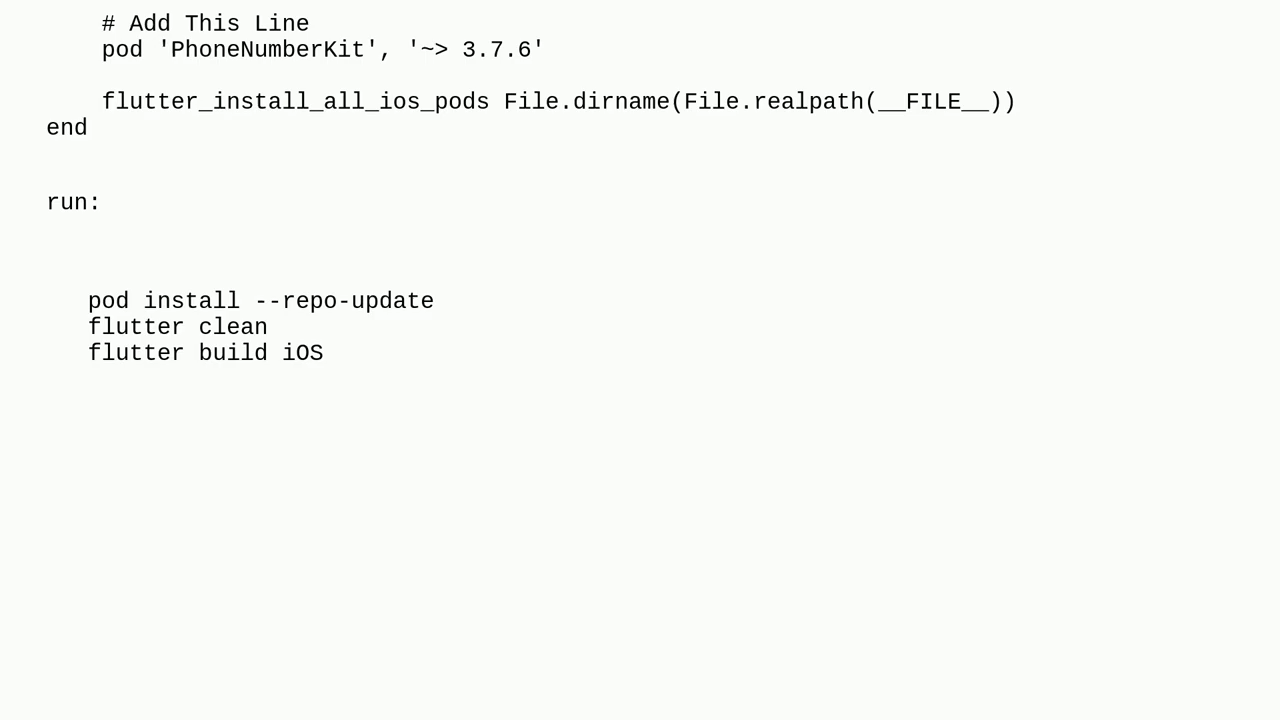 # Add This Line
pod 'PhoneNumberKit', '~> 3.7.6'
flutter_install_all_ios_pods File.dirname(File.realpath(__FILE__))
end
run:
pod install --repo-update
flutter clean
flutter build iOS